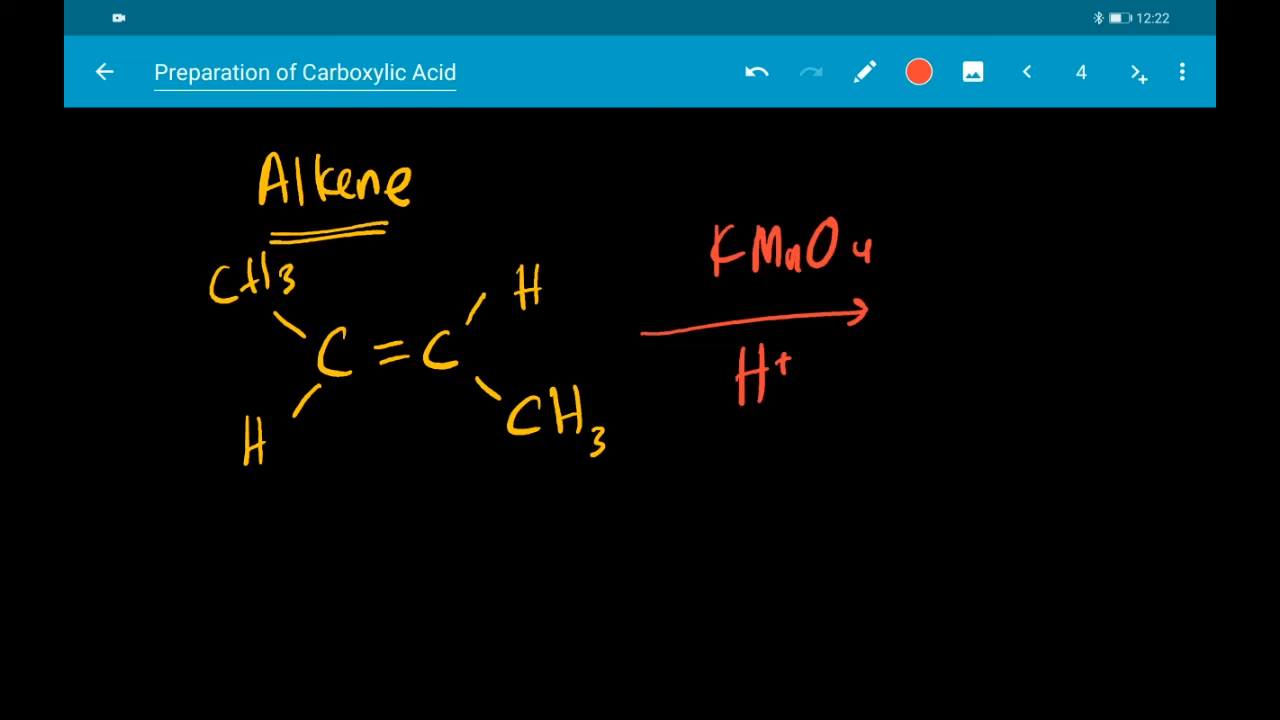 12:22
Preparation of Carboxylic Acid
4
Alkene
CH3
H
C = C
H
CH3
KMnO4
H+